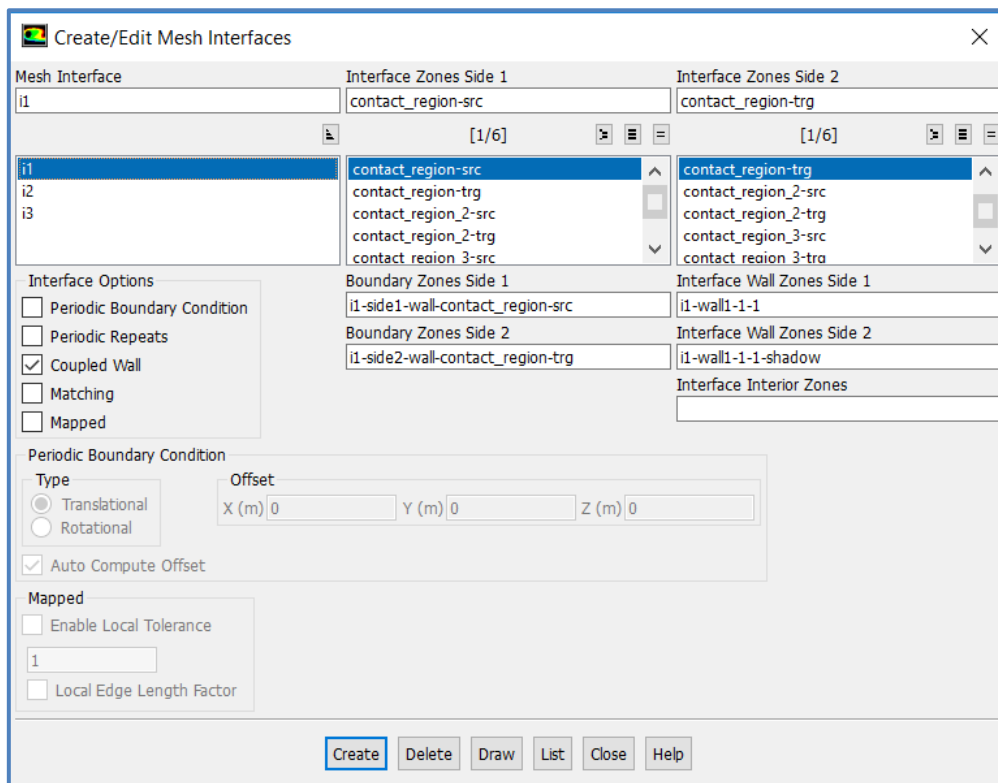 Create/Edit Mesh Interfaces
Mesh Interface
i1
i1
i2
i3
Interface Zones Side 1
contact_region-src
[1/6]
contact_region-src
contact_region-trg
contact_region_2-src
contact_region_2-trg
contact_region_3-src
Interface Zones Side 2
contact_region-trg
[1/6]
contact_region-trg
contact_region_2-src
contact_region_2-trg
contact_region_3-src
contact_region_3-trg
Interface Options
Periodic Boundary Condition
Periodic Repeats
Coupled Wall
Matching
Mapped
Boundary Zones Side 1
i1-side1-wall-contact_region-src
Boundary Zones Side 2
i1-side2-wall-contact_region-trg
Interface Wall Zones Side 1
i1-wall1-1-1
Interface Wall Zones Side 2
i1-wall1-1-1-shadow
Interface Interior Zones
Periodic Boundary Condition
Type
Translational
Rotational
Offset
X (m) 0 Y (m) 0 Z (m) 0
Auto Compute Offset
Mapped
Enable Local Tolerance
1
Local Edge Length Factor
Create Delete Draw List Close Help